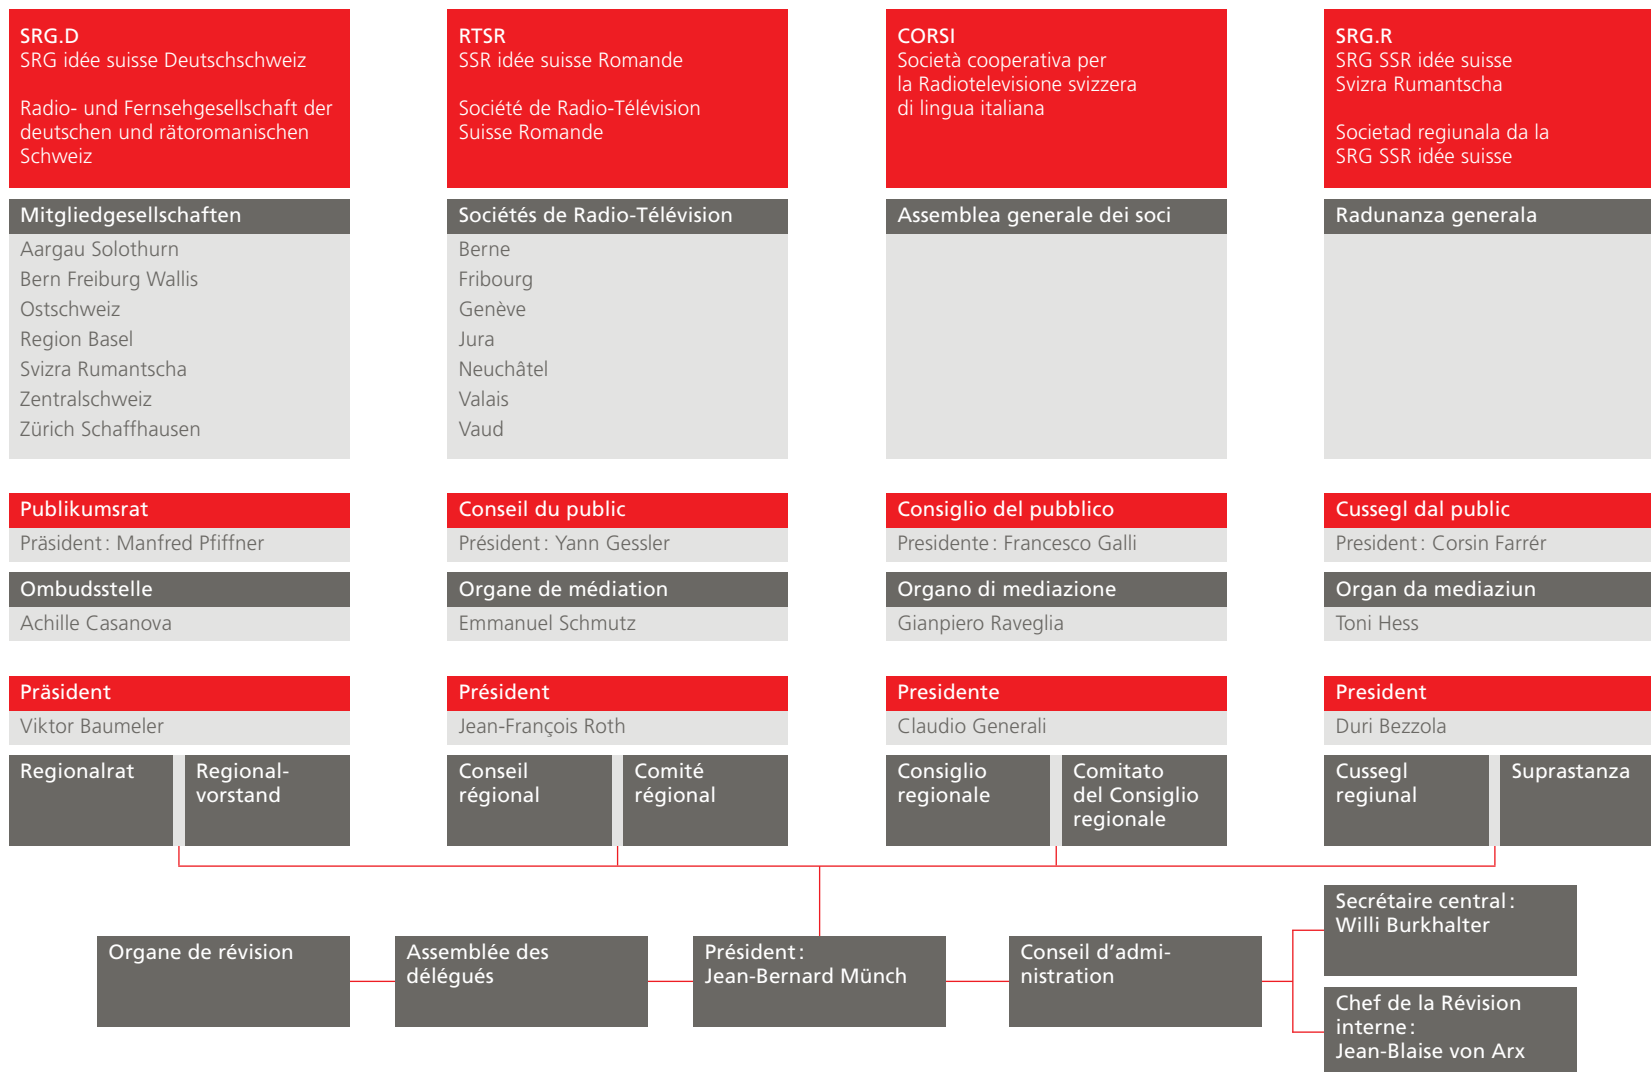 SRG.D
SRG idée suisse Deutschschweiz
Radio- und Fernsehgesellschaft der
deutschen und rätoromanischen
Schweiz
RTSR
SSR idée suisse Romande
Société de Radio-Télévision
Suisse Romande
CORSI
Società cooperativa per
la Radiotelevisione svizzera
di lingua italiana
SRG.R
SRG SSR idée suisse
Svizra Rumantscha
Societad regiunala da la
SRG SSR idée suisse
Mitgliedgesellschaften
Aargau Solothurn
Bern Freiburg Wallis
Ostschweiz
Region Basel
Svizra Rumantscha
Zentralschweiz
Zürich Schaffhausen
Sociétés de Radio-Télévision
Berne
Fribourg
Genève
Jura
Neuchâtel
Valais
Vaud
Assemblea generale dei soci
Radunanza generala
Publikumsrat
Präsident: Manfred Pfiffner
Conseil du public
Président: Yann Gessler
Consiglio del pubblico
Presidente: Francesco Galli
Cussegl dal public
President: Corsin Farrér
Ombudsstelle
Achille Casanova
Organe de médiation
Emmanuel Schmutz
Organo di mediazione
Gianpiero Raveglia
Organ da mediaziun
Toni Hess
Präsident
Viktor Baumeler
Président
Jean-François Roth
Presidente
Claudio Generali
President
Duri Bezzola
Regionalrat
Regional-
vorstand
Conseil
régional
Comité
régional
Consiglio
regionale
Comitato
del Consiglio
regionale
Cussegl
regiunal
Suprastanza
Organe de révision
Assemblée des
délégués
Président:
Jean-Bernard Münch
Conseil d'admi-
nistration
Secrétaire central:
Willi Burkhalter
Chef de la Révision
interne:
Jean-Blaise von Arx